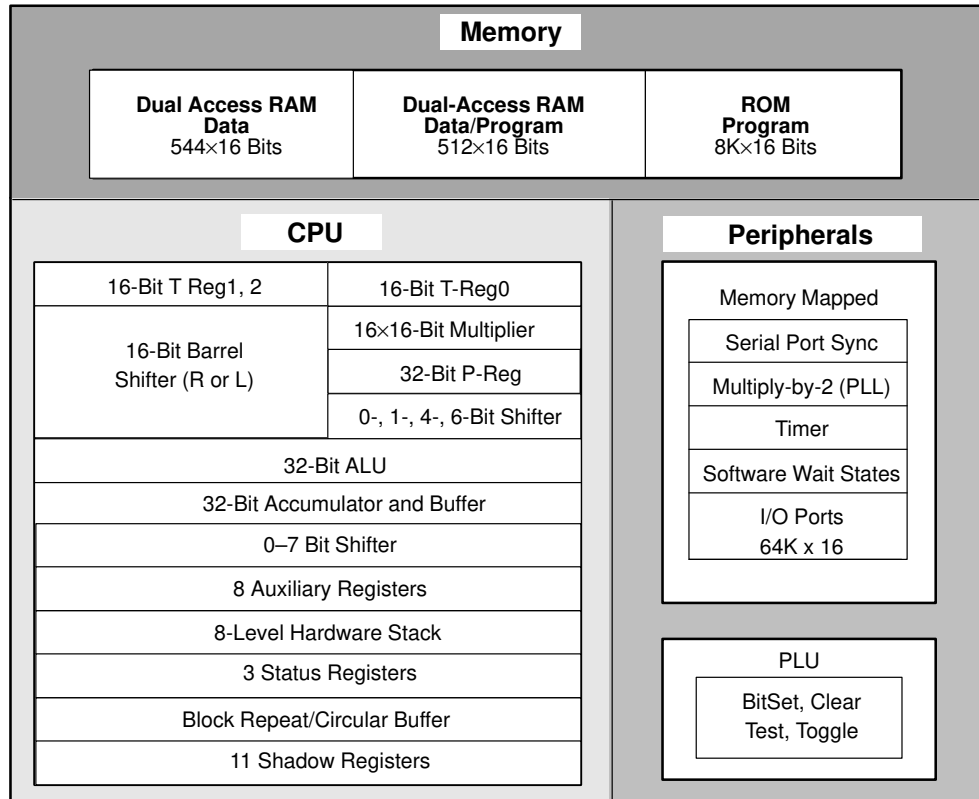 Memory
Dual Access RAM
Data
544×16 Bits
Dual-Access RAM
Data/Program
512×16 Bits
ROM
Program
8K×16 Bits
CPU
16-Bit T Reg1, 2
16-Bit T-Reg0
16-Bit Barrel
Shifter (R or L)
16×16-Bit Multiplier
32-Bit P-Reg
0-, 1-, 4-, 6-Bit Shifter
32-Bit ALU
32-Bit Accumulator and Buffer
0–7 Bit Shifter
8 Auxiliary Registers
8-Level Hardware Stack
3 Status Registers
Block Repeat/Circular Buffer
11 Shadow Registers
Peripherals
Memory Mapped
Serial Port Sync
Multiply-by-2 (PLL)
Timer
Software Wait States
I/O Ports
64K x 16
PLU
BitSet, Clear
Test, Toggle